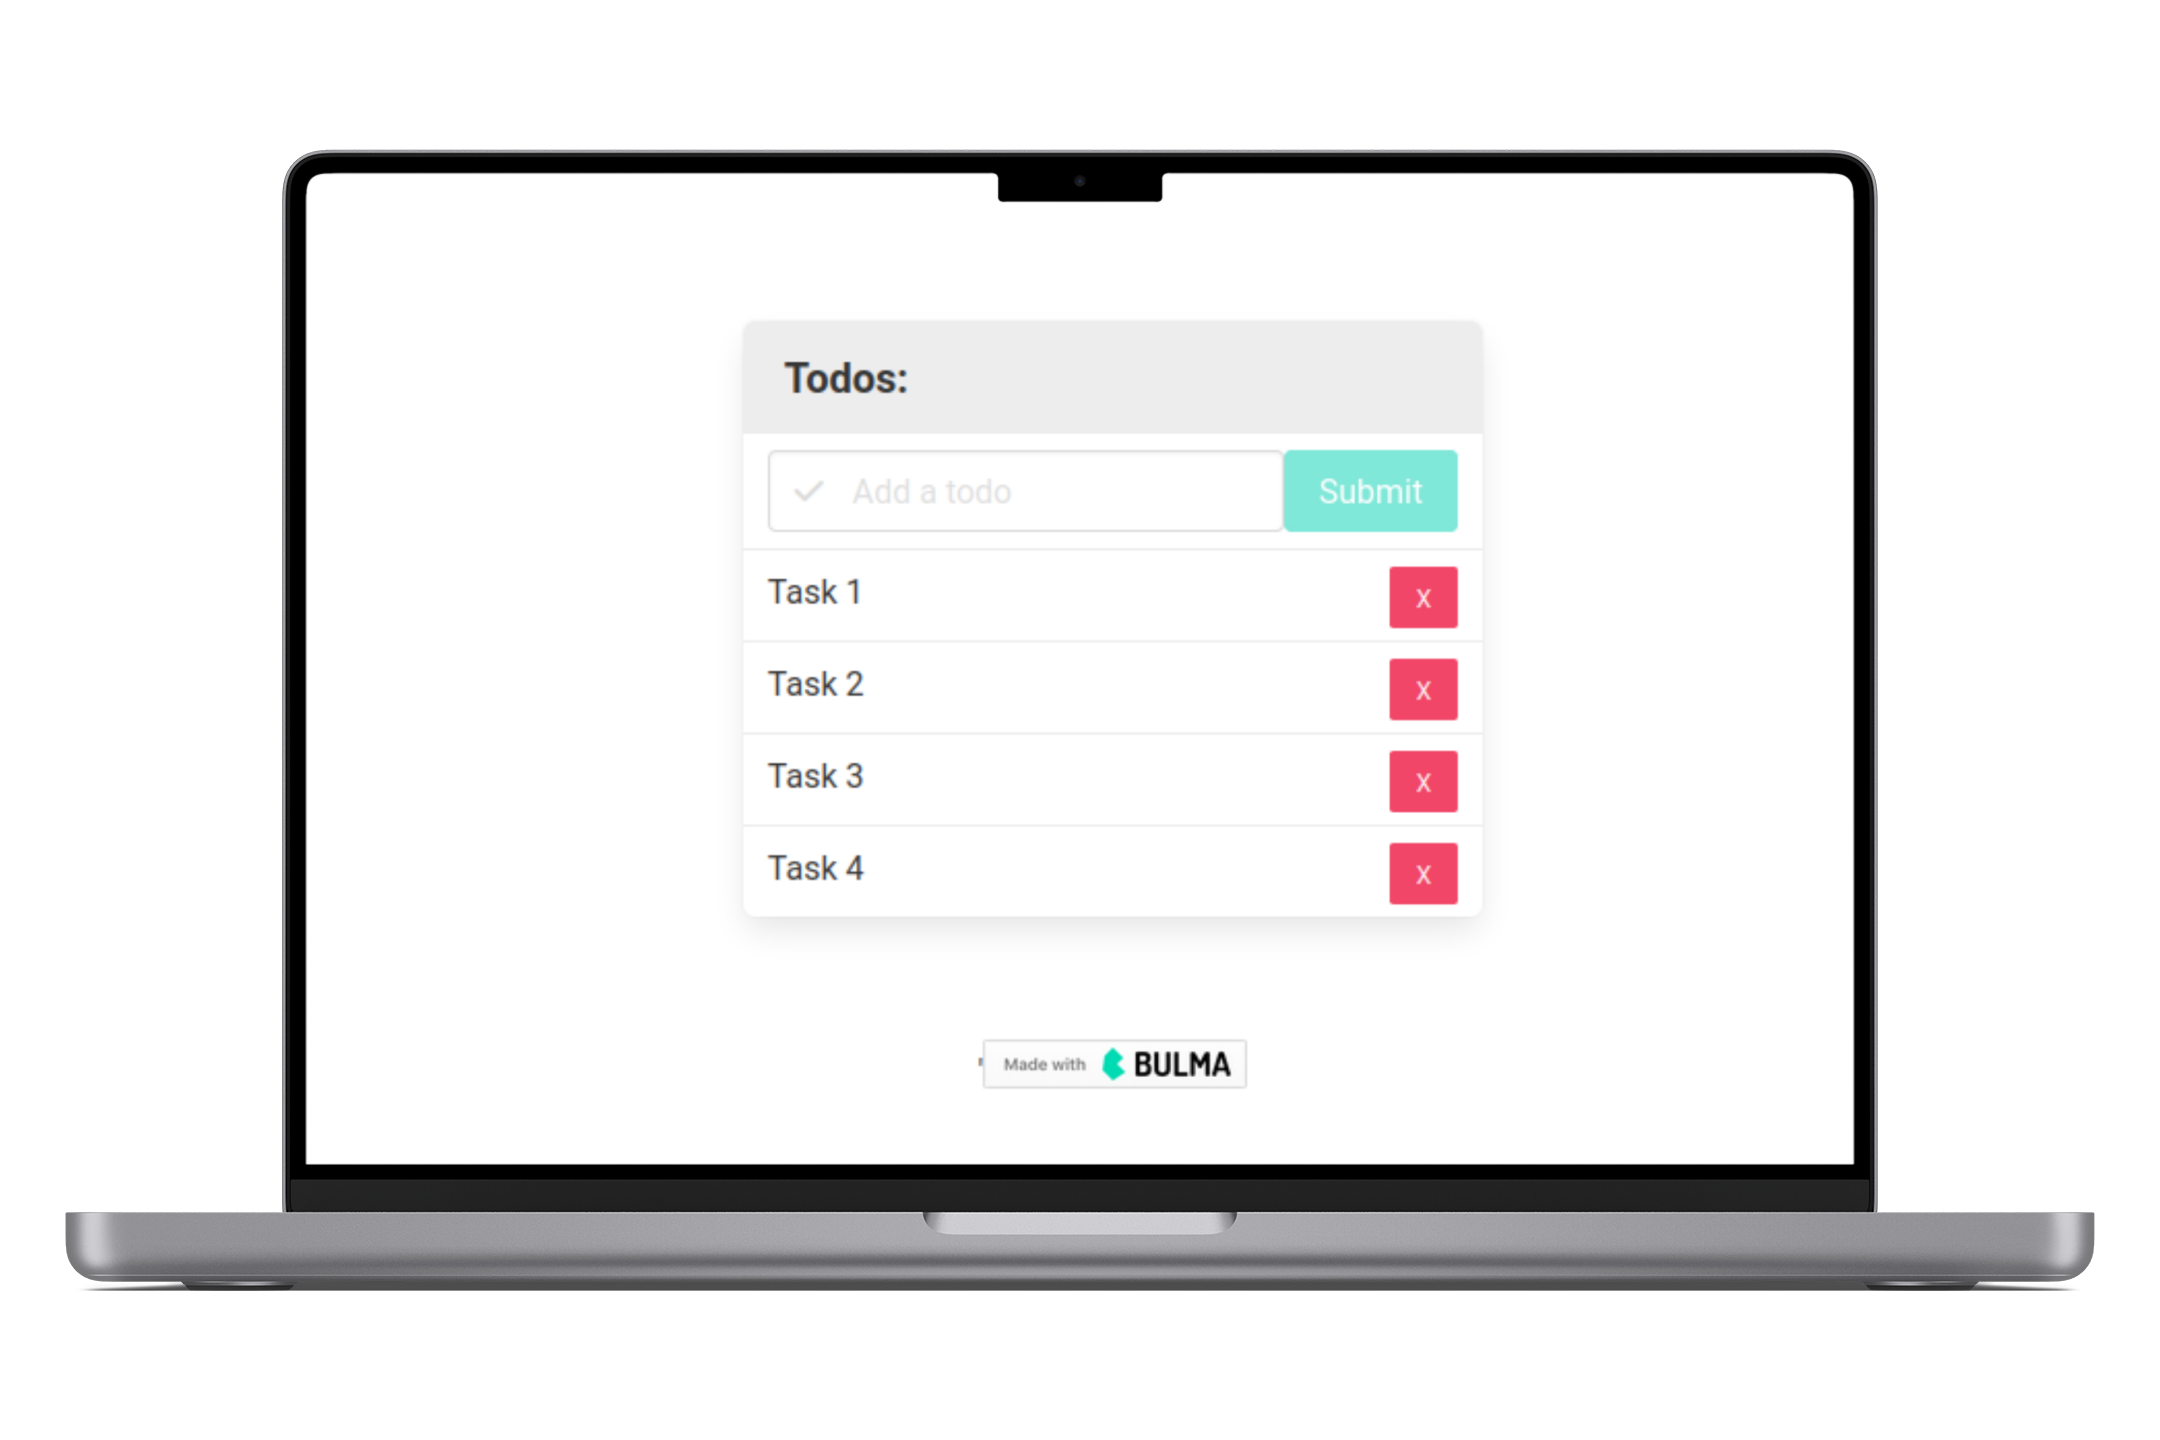 Todos:
Add a todo
Submit
Task 1
x
Task 2
x
Task 3
x
Task 4
x
Made with BULMA